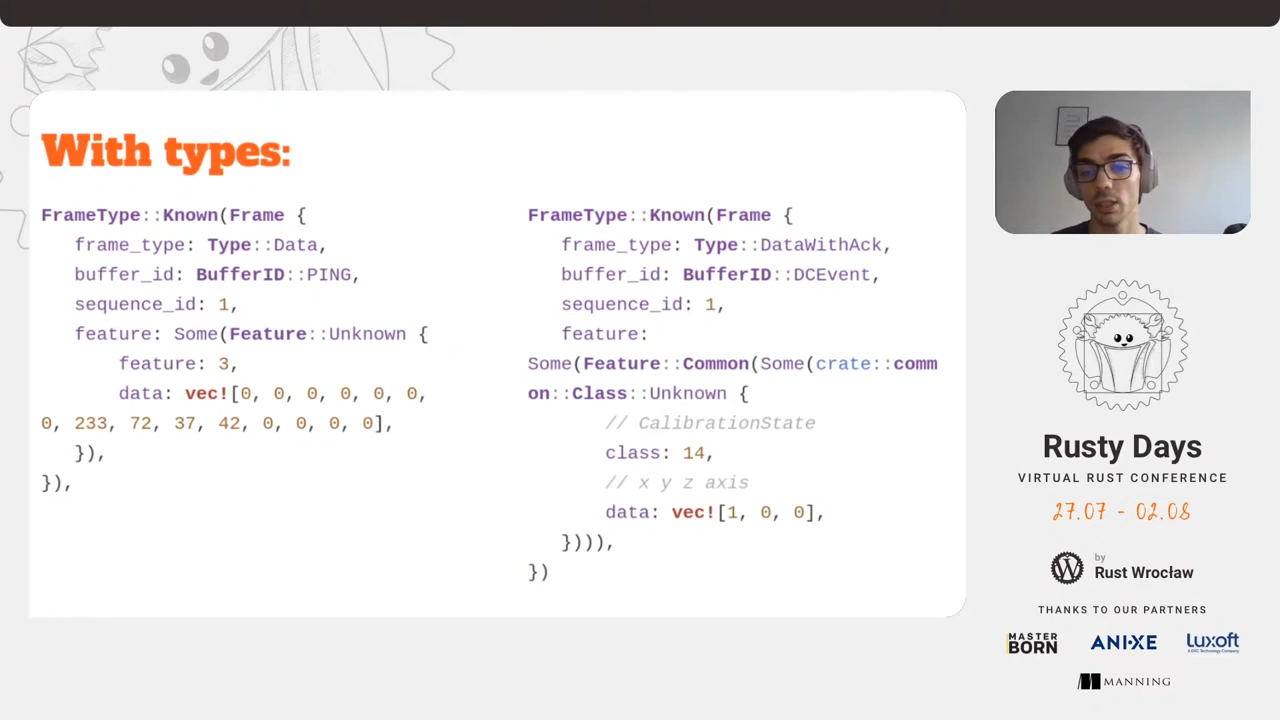 With types:
FrameType::Known(Frame {
frame_type: Type::Data,
buffer_id: BufferID::PING,
sequence_id: 1,
feature: Some(Feature::Unknown {
feature: 3,
data: vec![0, 0, 0, 0, 0, 0,
0, 233, 72, 37, 42, 0, 0, 0, 0],
}),
}),
FrameType::Known(Frame {
frame_type: Type::DataWithAck,
buffer_id: BufferID::DCEvent,
sequence_id: 1,
feature:
Some(Feature::Common(Some(crate::comm
on::Class::Unknown {
// CalibrationState
class: 14,
// x y z axis
data: vec![1, 0, 0],
}))),
})
Rusty Days
VIRTUAL RUST CONFERENCE
27.07 - 02.08
by
Rust Wrocław
THANKS TO OUR PARTNERS
MASTER
BORN
ANIXE
Luxoft
A DXC Technology Company
MANNING